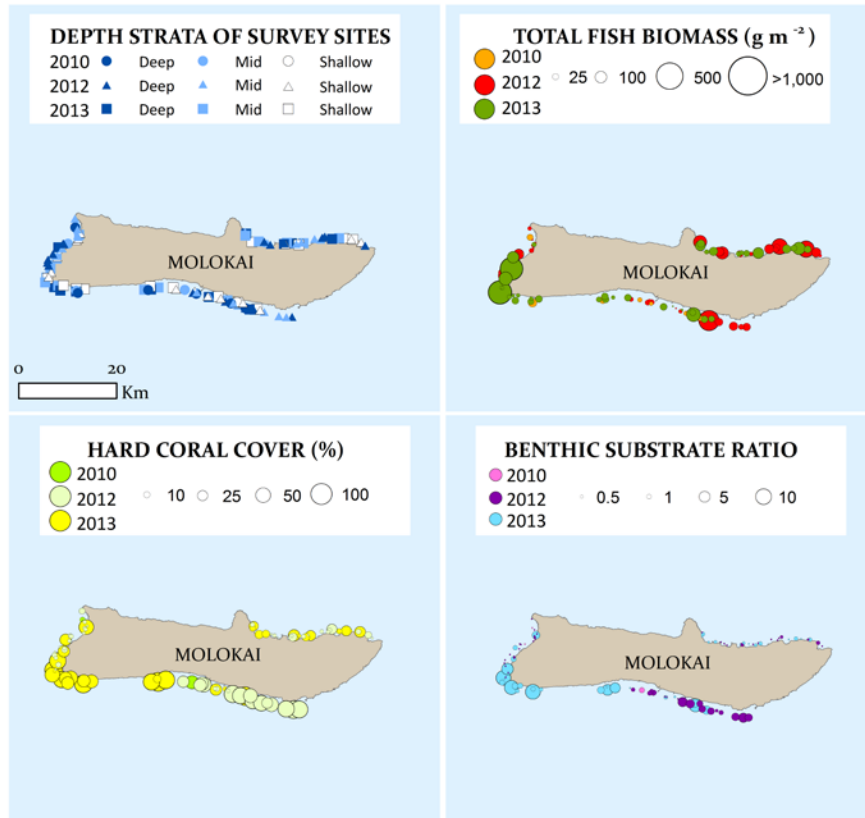 DEPTH STRATA OF SURVEY SITES
2010 Deep Mid Shallow
2012 Deep Mid Shallow
2013 Deep Mid Shallow
MOLOKAI
0 20
Km
TOTAL FISH BIOMASS (g m -2)
2010
2012 25 100 500 >1,000
2013
MOLOKAI
HARD CORAL COVER (%)
2010
2012 10 25 50 100
2013
MOLOKAI
BENTHIC SUBSTRATE RATIO
2010
2012 0.5 1 5 10
2013
MOLOKAI